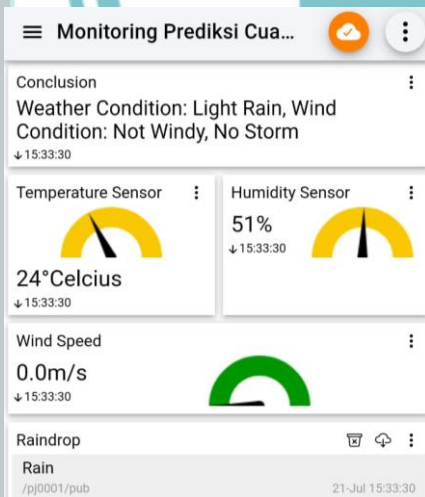 Monitoring Prediksi Cua...
Conclusion
Weather Condition: Light Rain, Wind
Condition: Not Windy, No Storm
↓15:33:30
Temperature Sensor
24°Celcius
↓15:33:30
Humidity Sensor
51%
↓15:33:30
Wind Speed
0.0m/s
↓15:33:30
Raindrop
Rain
/pj0001/pub 21-Jul 15:33:30